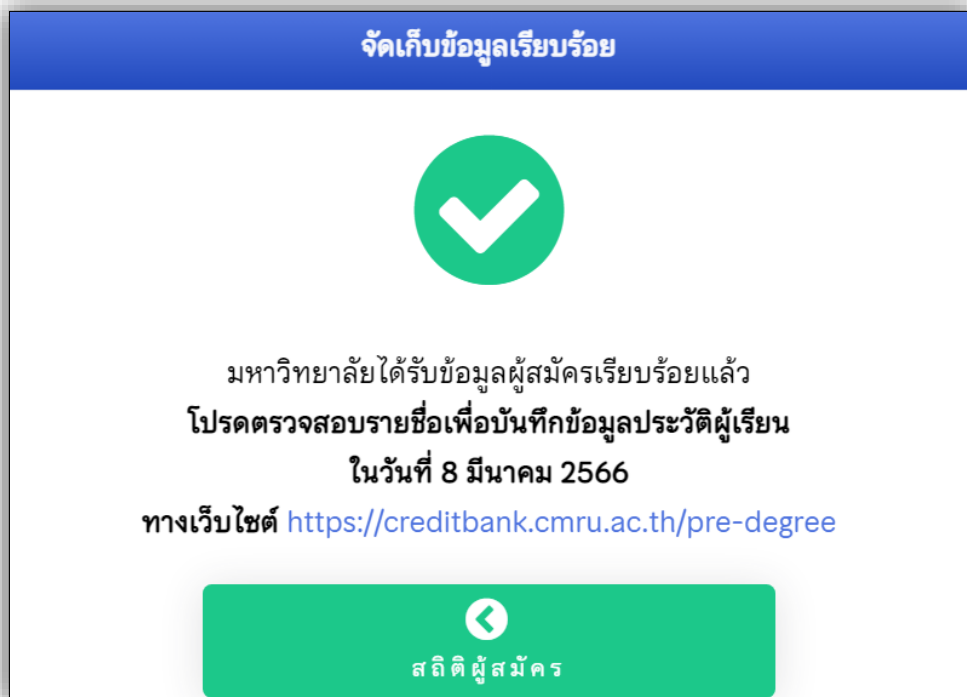 จัดเก็บข้อมูลเรียบร้อย
มหาวิทยาลัยได้รับข้อมูลผู้สมัครเรียบร้อยแล้ว
โปรดตรวจสอบรายชื่อเพื่อบันทึกข้อมูลประวัติผู้เรียน
ในวันที่ 8 มีนาคม 2566
ทางเว็บไซต์ https://creditbank.cmru.ac.th/pre-degree
สถิติผู้สมัคร